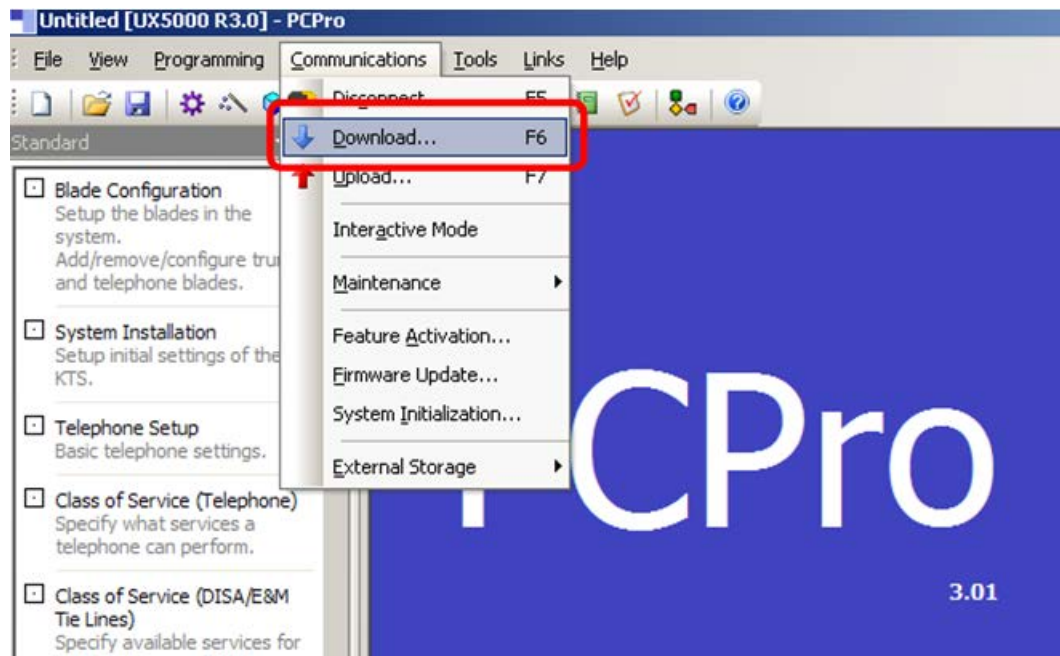 Untitled [UX5000 R3.0] - PCPro
File View Programming Communications Tools Links Help
Disconnect F5
Standard
Download... F6
Upload... F7
Interactive Mode
Maintenance
Feature Activation...
Firmware Update...
System Initialization...
External Storage
Blade Configuration
Setup the blades in the
system.
Add/remove/configure
and telephone blades.
System Installation
Setup initial settings of the
KTS.
Telephone Setup
Basic telephone settings.
Class of Service (Telephone)
Specify what services a
telephone can perform.
Class of Service (DISA/E&M
Tie Lines)
Specify available services for
PCPro
3.01